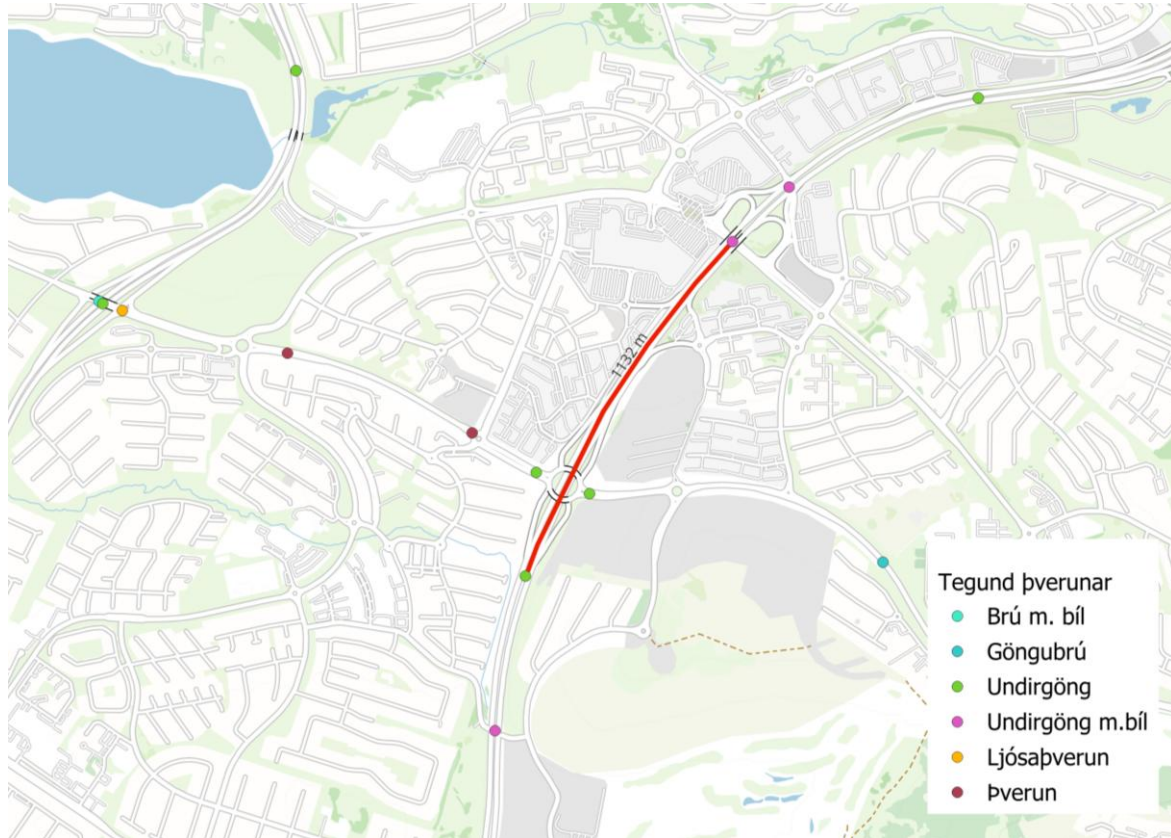 1132 m
Tegund þverunar
Brú m. bíl
Göngubrú
Undirgöng
Undirgöng m.bíl
Ljósaþverun
Þverun